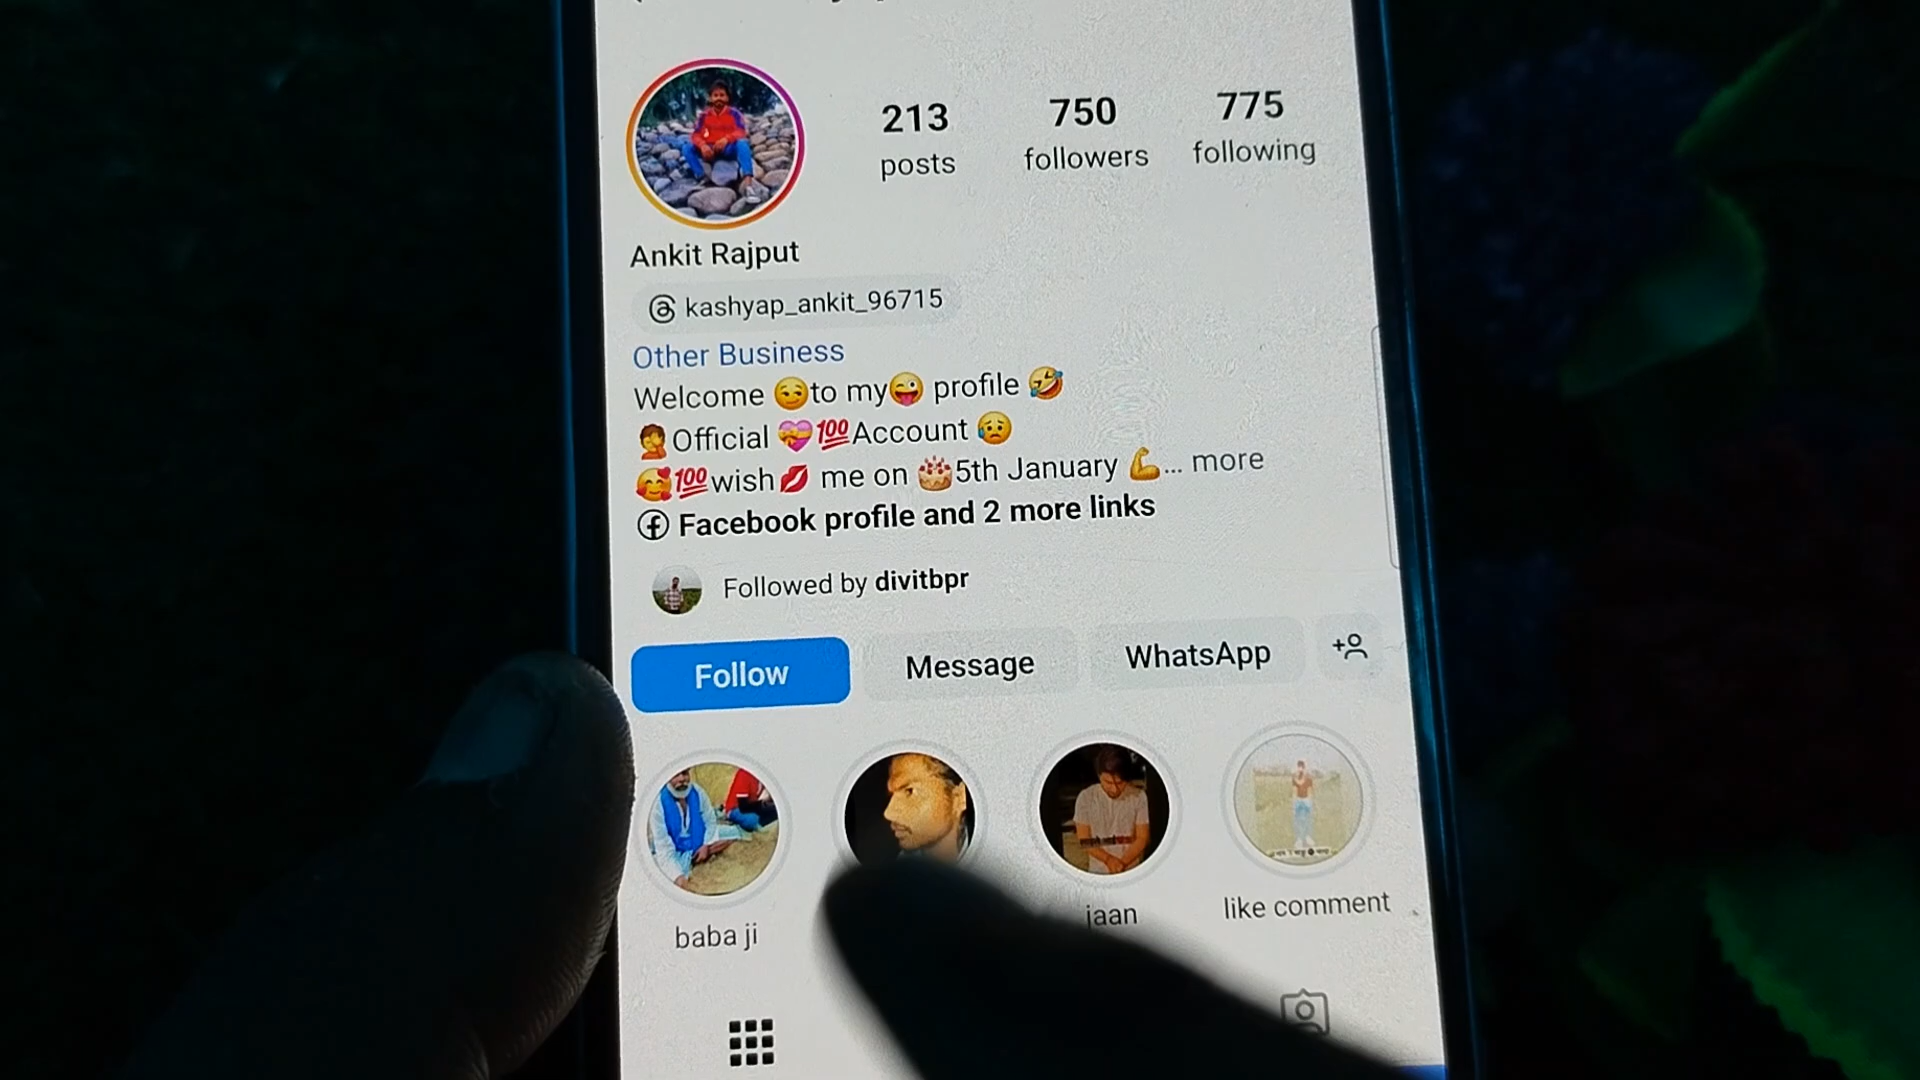 213 750 775
posts followers following
Ankit Rajput
kashyap_ankit_96715
Other Business
Welcome 😏to my😜 profile 🤣
🤦Official 💝💯Account 😥
🥰💯wish💋 me on 🎂5th January 💪... more
Facebook profile and 2 more links
Followed by divitbpr
Follow Message WhatsApp
baba ji jaan like comment